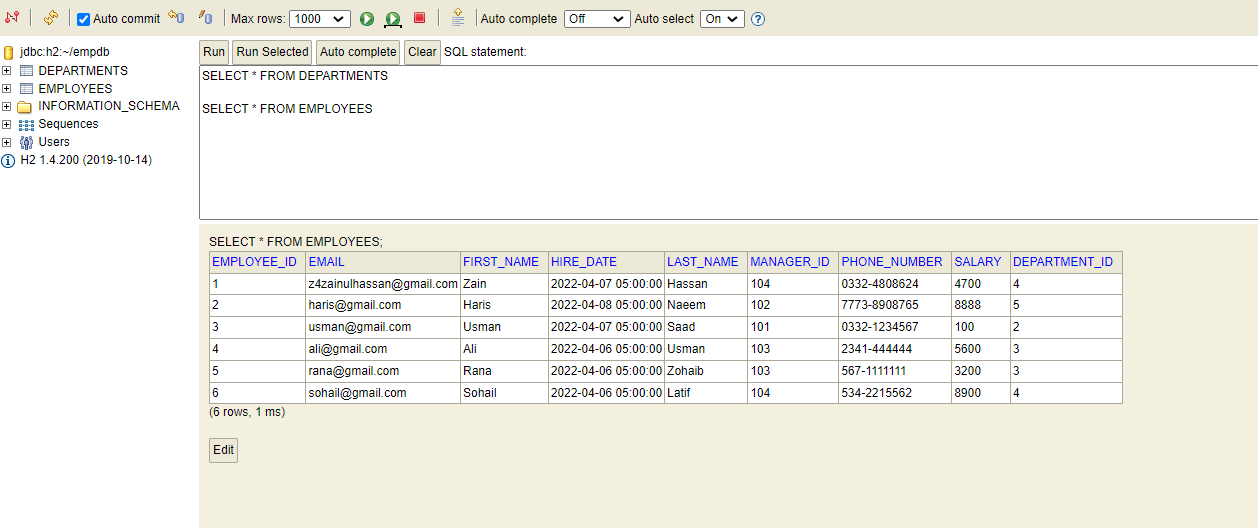 Auto commit Max rows: 1000 Auto complete Off Auto select On
jdbc:h2:~/empdb
DEPARTMENTS
EMPLOYEES
INFORMATION_SCHEMA
Sequences
Users
H2 1.4.200 (2019-10-14)
Run Run Selected Auto complete Clear SQL statement:
SELECT * FROM DEPARTMENTS
SELECT * FROM EMPLOYEES
SELECT * FROM EMPLOYEES;
EMPLOYEE_ID EMAIL FIRST_NAME HIRE_DATE LAST_NAME MANAGER_ID PHONE_NUMBER SALARY DEPARTMENT_ID
1 z4zainulhassan@gmail.com Zain 2022-04-07 05:00:00 Hassan 104 0332-4808624 4700 4
2 haris@gmail.com Haris 2022-04-08 05:00:00 Naeem 102 7773-8908765 8888 5
3 usman@gmail.com Usman 2022-04-07 05:00:00 Saad 101 0332-1234567 100 2
4 ali@gmail.com Ali 2022-04-06 05:00:00 Usman 103 2341-444444 5600 3
5 rana@gmail.com Rana 2022-04-06 05:00:00 Zohaib 103 567-1111111 3200 3
6 sohail@gmail.com Sohail 2022-04-06 05:00:00 Latif 104 534-2215562 8900 4
(6 rows, 1 ms)
Edit